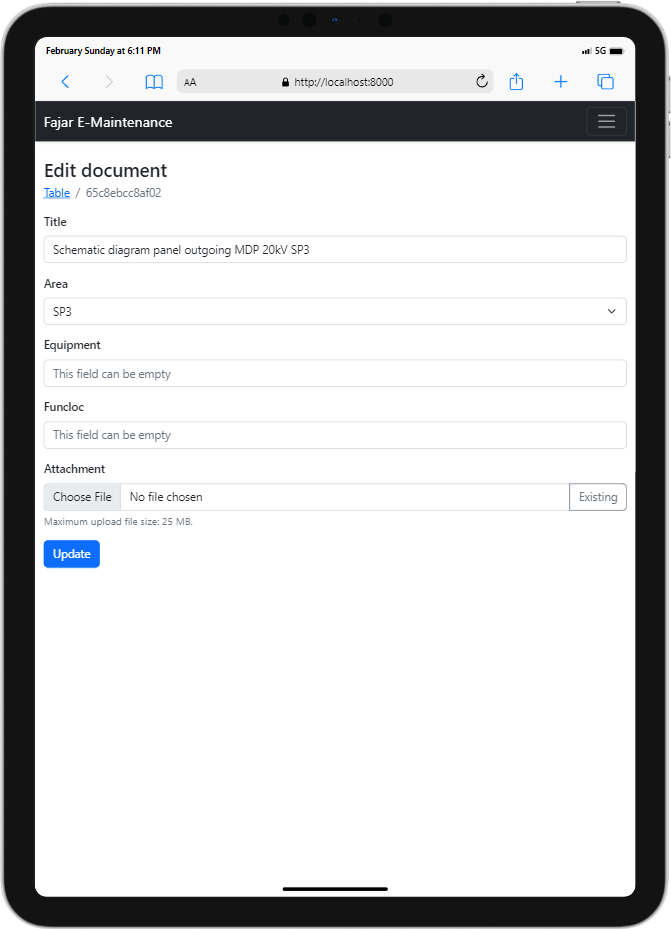 February Sunday at 6:11 PM
5G
AA
http://localhost:8000
Fajar E-Maintenance
Edit document
Table / 65c8ebcc8af02
Title
Schematic diagram panel outgoing MDP 20kV SP3
Area
SP3
Equipment
This field can be empty
Funcloc
This field can be empty
Attachment
Choose File No file chosen Existing
Maximum upload file size: 25 MB.
Update